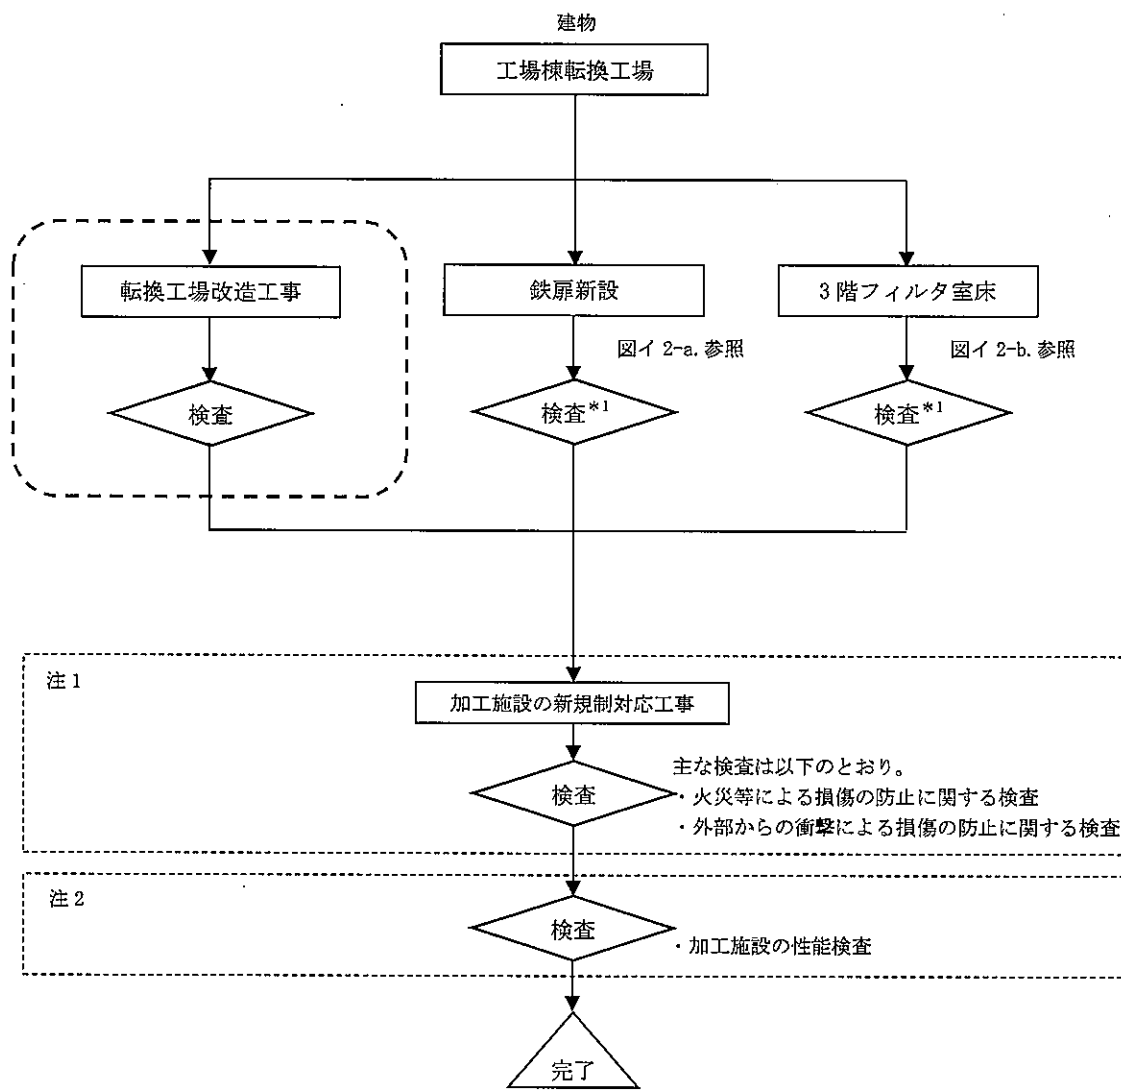 建物
工場棟転換工場
転換工場改造工事
鉄扉新設
3階フィルタ室床
図イ 2-a. 参照
図イ 2-b. 参照
検査
検査*1
検査*1
注1
加工施設の新規制対応工事
検査
主な検査は以下のとおり。
・火災等による損傷の防止に関する検査
・外部からの衝撃による損傷の防止に関する検査
注2
検査
・加工施設の性能検査
完了